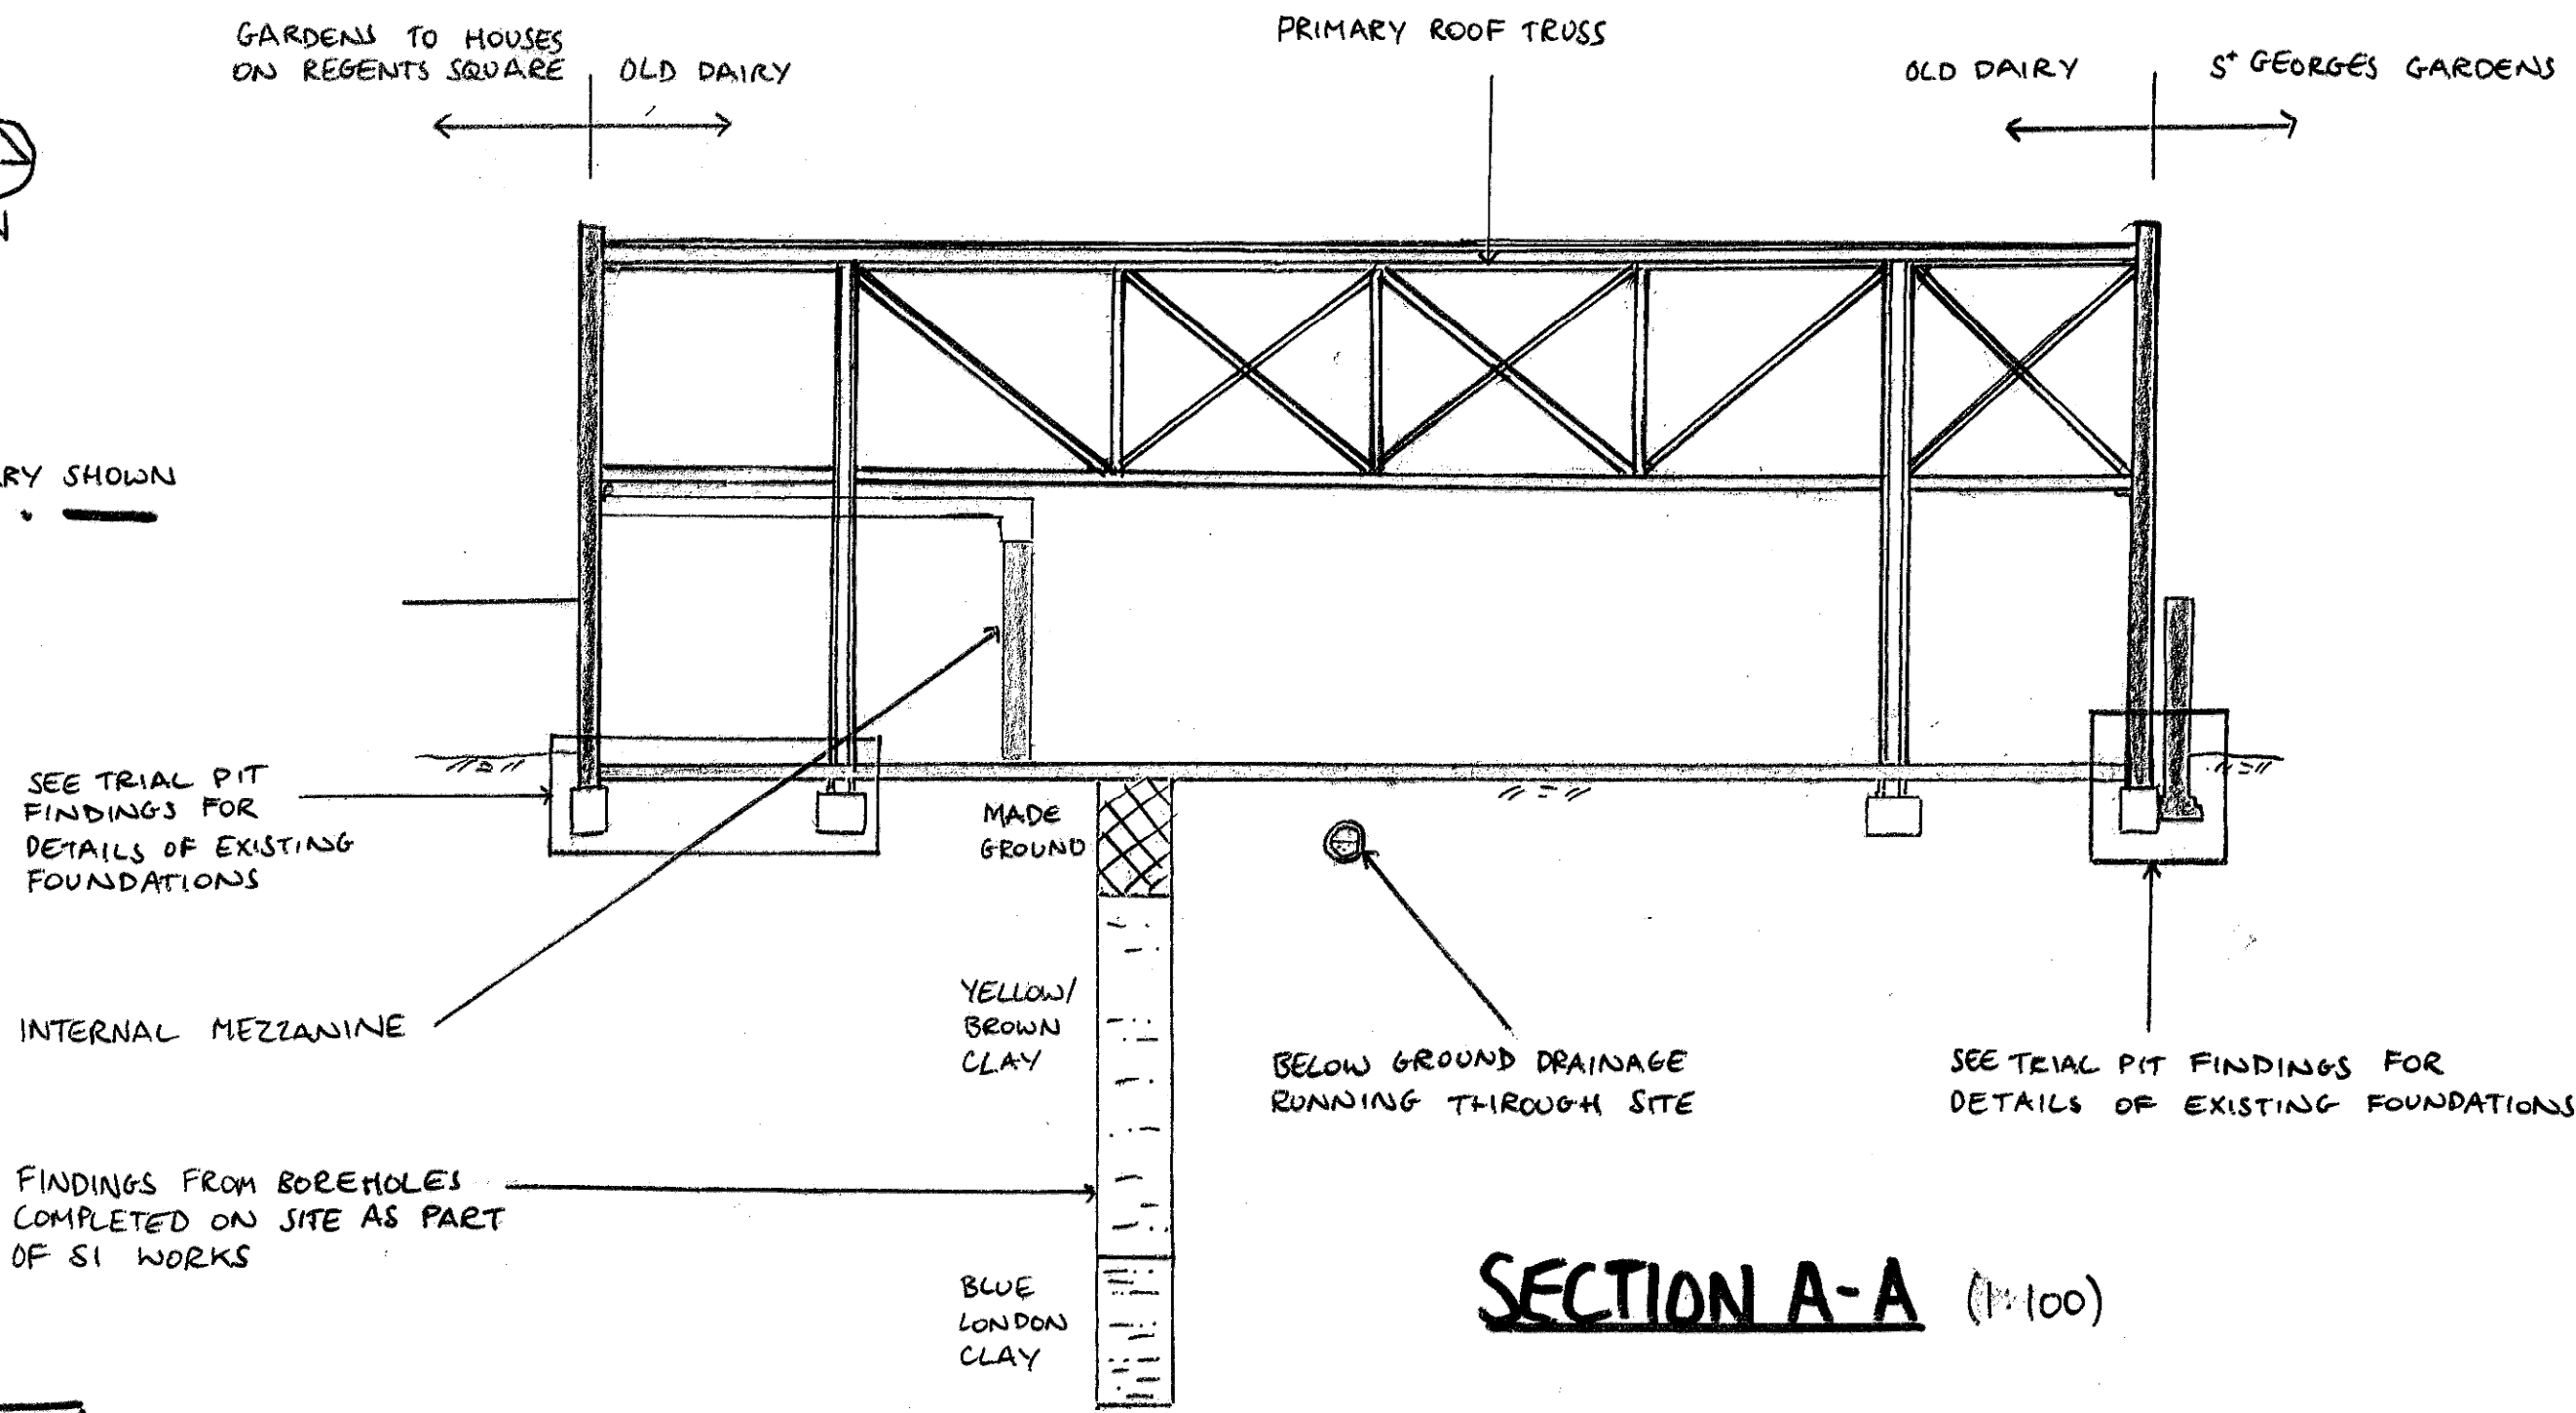 GARDENS TO HOUSES
ON REGENTS SQUARE
OLD DAIRY
PRIMARY ROOF TRUSS
OLD DAIRY
St GEORGES GARDENS
N
SHOWN
SEE TRIAL PIT
FINDINGS FOR
DETAILS OF EXISTING
FOUNDATIONS
MADE
GROUND
INTERNAL MEZZANINE
YELLOW/
BROWN
CLAY
BELOW GROUND DRAINAGE
RUNNING THROUGH SITE
SEE TRIAL PIT FINDINGS FOR
DETAILS OF EXISTING FOUNDATIONS
FINDINGS FROM BOREHOLES
COMPLETED ON SITE AS PART
OF SI WORKS
BLUE
LONDON
CLAY
SECTION A-A (1:100)